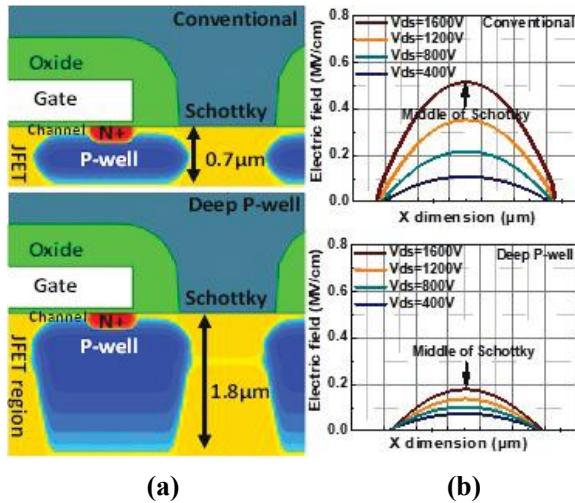 Conventional
Oxide
Gate
Schottky
Channel N+
P-well
JFET
0.7μm
Deep P-well
Oxide
Gate
Schottky
Channel N+
P-well
JFET region
1.8μm
(a)
Electric field (MV/cm)
0.8
0.6
0.4
0.2
0.0
Vds=1600V
Vds=1200V
Vds=800V
Vds=400V
Conventional
Middle of Schottky
X dimension (μm)
Electric field (MV/cm)
0.8
0.6
0.4
0.2
0.0
Vds=1600V
Vds=1200V
Vds=800V
Vds=400V
Deep P-well
Middle of Schottky
X dimension (μm)
(b)